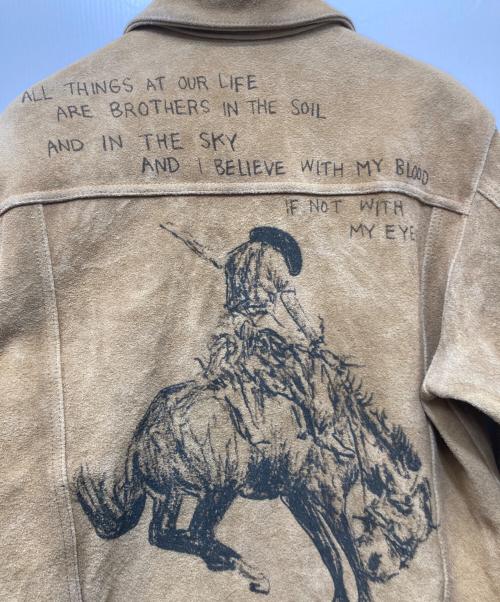 ALL THINGS AT OUR LIFE
ARE BROTHERS IN THE SOIL
AND IN THE SKY
AND I BELIEVE WITH MY BLOOD
IF NOT WITH
MY EYE